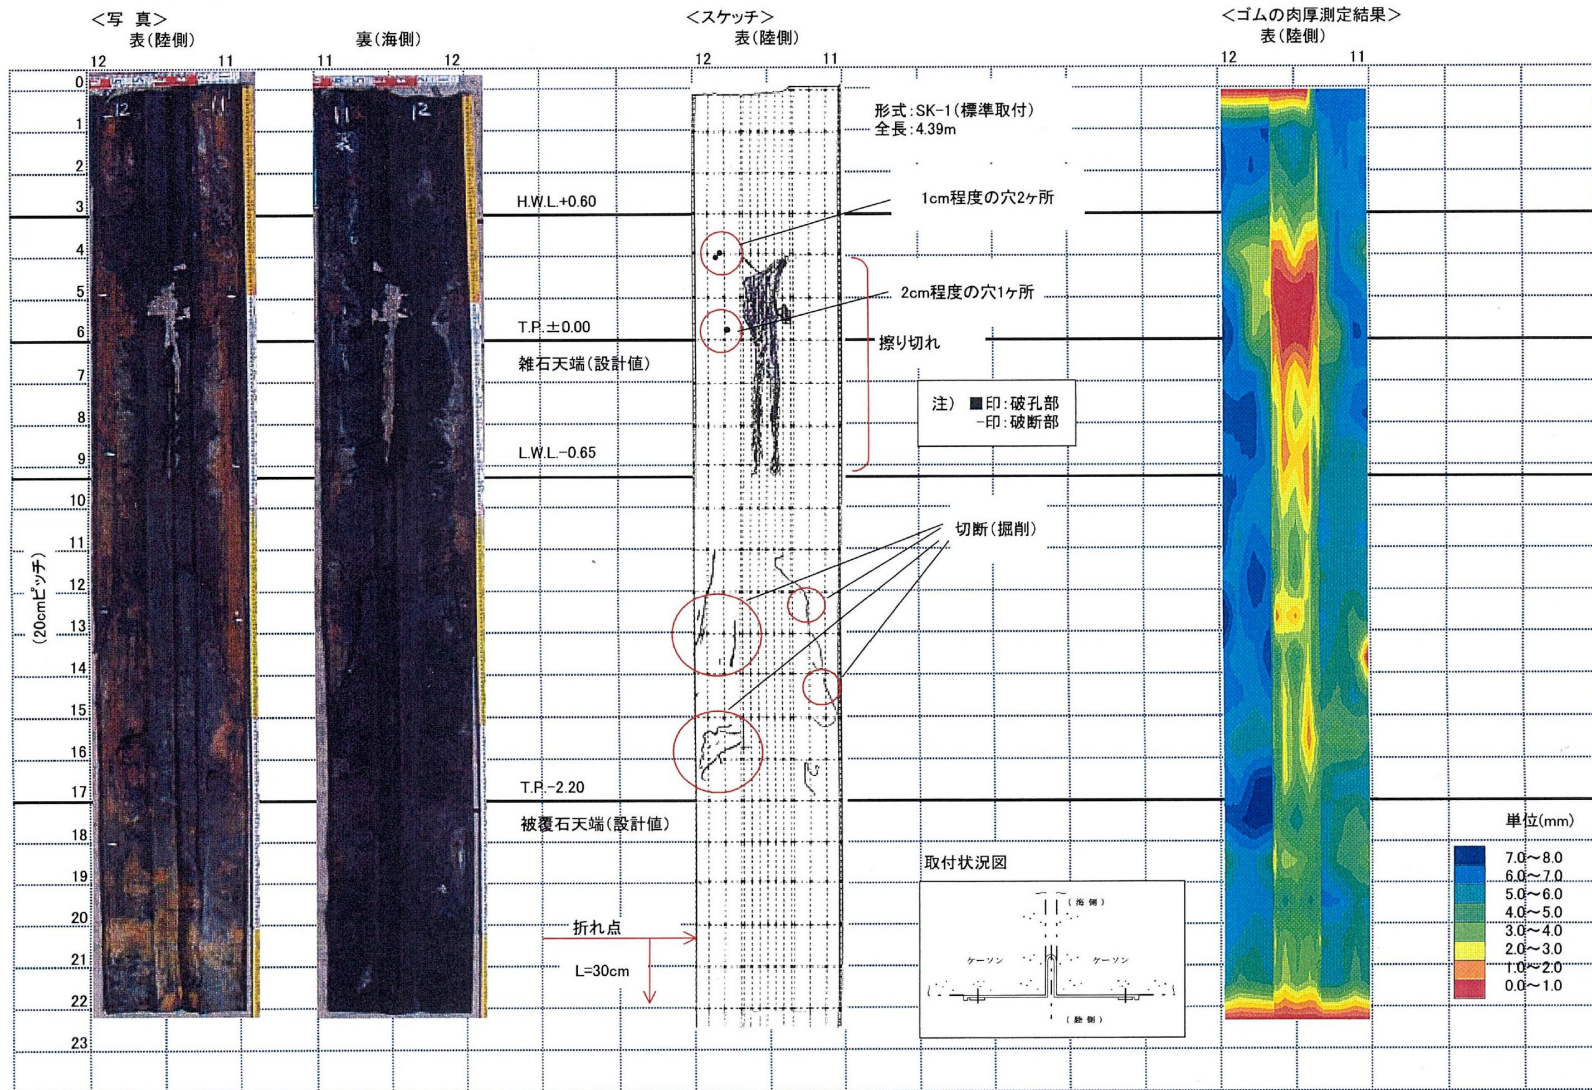 <写 真>
表(陸側)
12
11
裏(海側)
11
12
<スケッチ>
表(陸側)
12
11
<ゴムの肉厚測定結果>
表(陸側)
12
11
0
1
2
3
4
5
6
7
8
9
10
11
12
13
14
15
16
17
18
19
20
21
22
23
(20cmピッチ)
12
11
11
12
H.W.L.+0.60
T.P.±0.00
雑石天端(設計値)
L.W.L.-0.65
T.P.-2.20
被覆石天端(設計値)
折れ点
L=30cm
形式:SK-1(標準取付)
全長:4.39m
1cm程度の穴2ヶ所
2cm程度の穴1ヶ所
擦り切れ
注) ■印:破孔部
-印:破断部
切断(掘削)
取付状況図
(海側)
ケーソン
ケーソン
(陸側)
単位(mm)
7.0~8.0
6.0~7.0
5.0~6.0
4.0~5.0
3.0~4.0
2.0~3.0
1.0~2.0
0.0~1.0